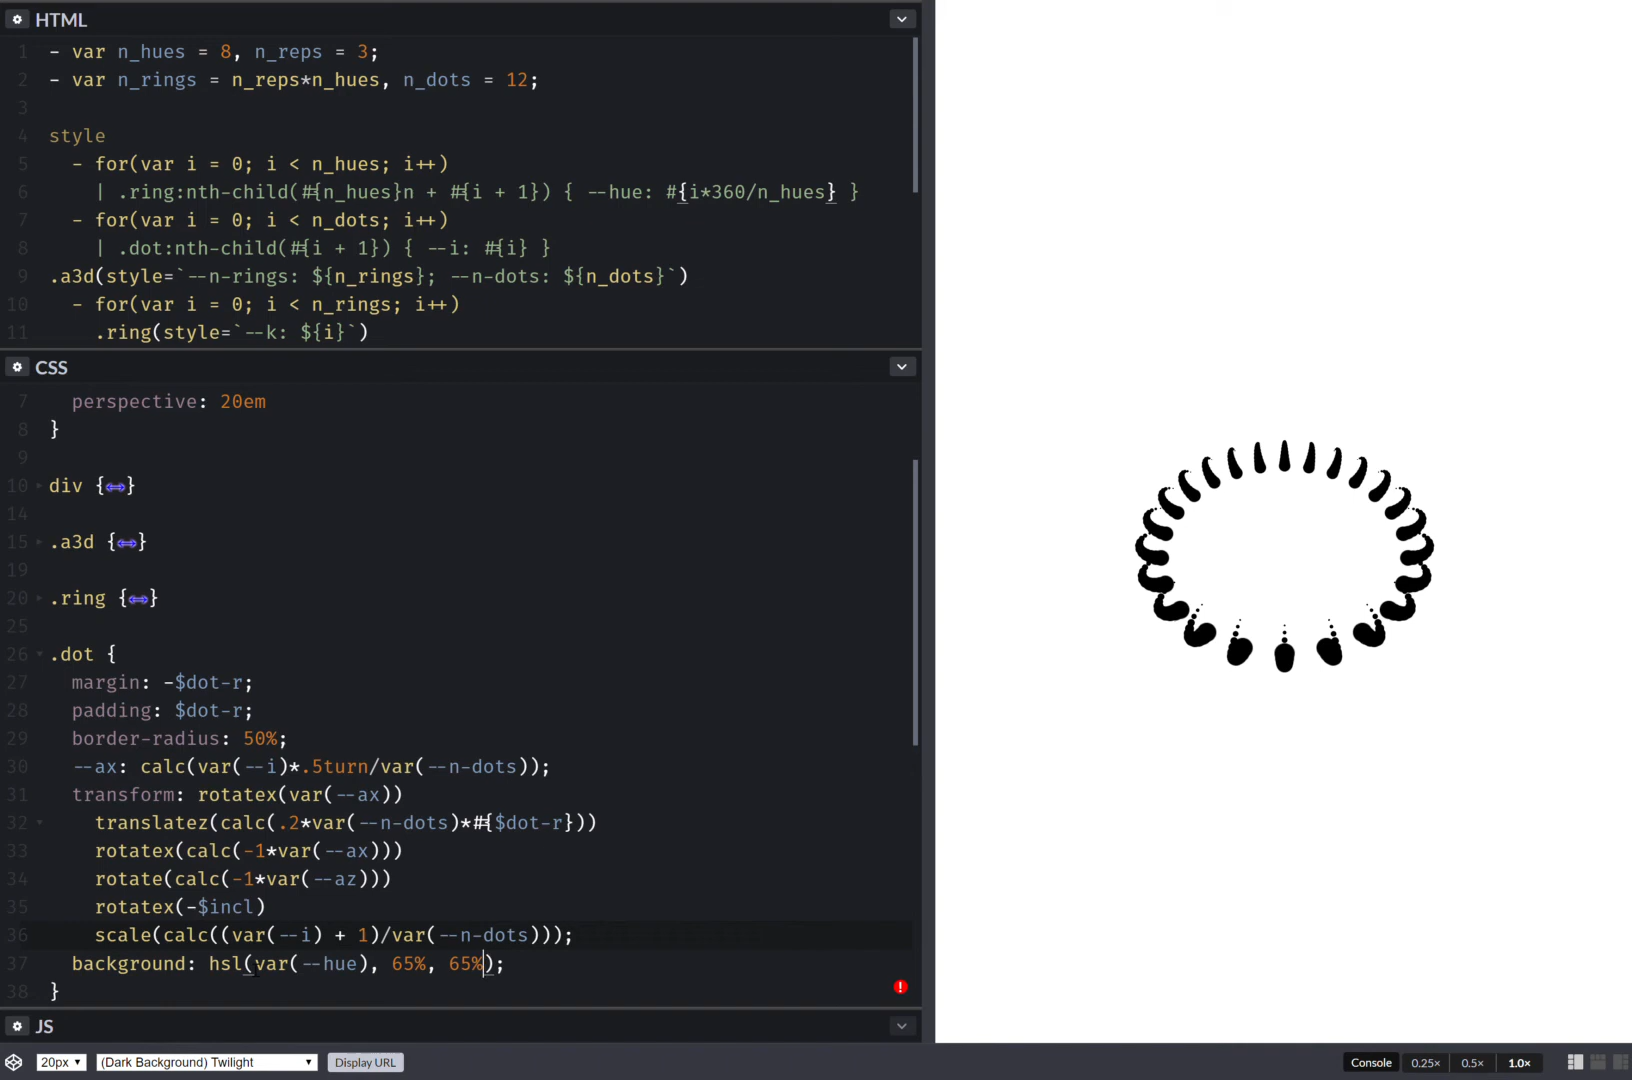 HTML
1 - var n_hues = 8, n_reps = 3;
2 - var n_rings = n_reps*n_hues, n_dots = 12;
3
4 style
5 - for(var i = 0; i < n_hues; i++)
6 | .ring:nth-child(#{n_hues}n + #{i + 1}) { --hue: #{i*360/n_hues} }
7 - for(var i = 0; i < n_dots; i++)
8 | .dot:nth-child(#{i + 1}) { --i: #{i} }
9 .a3d(style=`--n-rings: ${n_rings}; --n-dots: ${n_dots}`)
10 - for(var i = 0; i < n_rings; i++)
11 .ring(style=`--k: ${i}`)
CSS
7 perspective: 20em
8 }
9
10 div {↔}
14
15 .a3d {↔}
19
20 .ring {↔}
25
26 .dot {
27 margin: -$dot-r;
28 padding: $dot-r;
29 border-radius: 50%;
30 --ax: calc(var(--i)*.5turn/var(--n-dots));
31 transform: rotatex(var(--ax))
32 translatez(calc(.2*var(--n-dots)*#{$dot-r}))
33 rotatex(calc(-1*var(--ax)))
34 rotate(calc(-1*var(--az)))
35 rotatex(-$incl)
36 scale(calc((var(--i) + 1)/var(--n-dots)));
37 background: hsl(var(--hue), 65%, 65%);
38 }
JS
20px ▼ (Dark Background) Twilight ▼ Display URL Console 0.25× 0.5× 1.0×